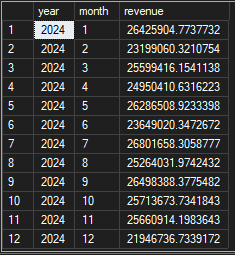 year month revenue
1 2024 1 26425904.7737732
2 2024 2 23199060.3210754
3 2024 3 25599416.1541138
4 2024 4 24950410.6316223
5 2024 5 26286508.9233398
6 2024 6 23649020.3472672
7 2024 7 26801658.3058777
8 2024 8 25264031.9742432
9 2024 9 26498388.3775482
10 2024 10 25713673.7341843
11 2024 11 25660914.1983643
12 2024 12 21946736.7339172